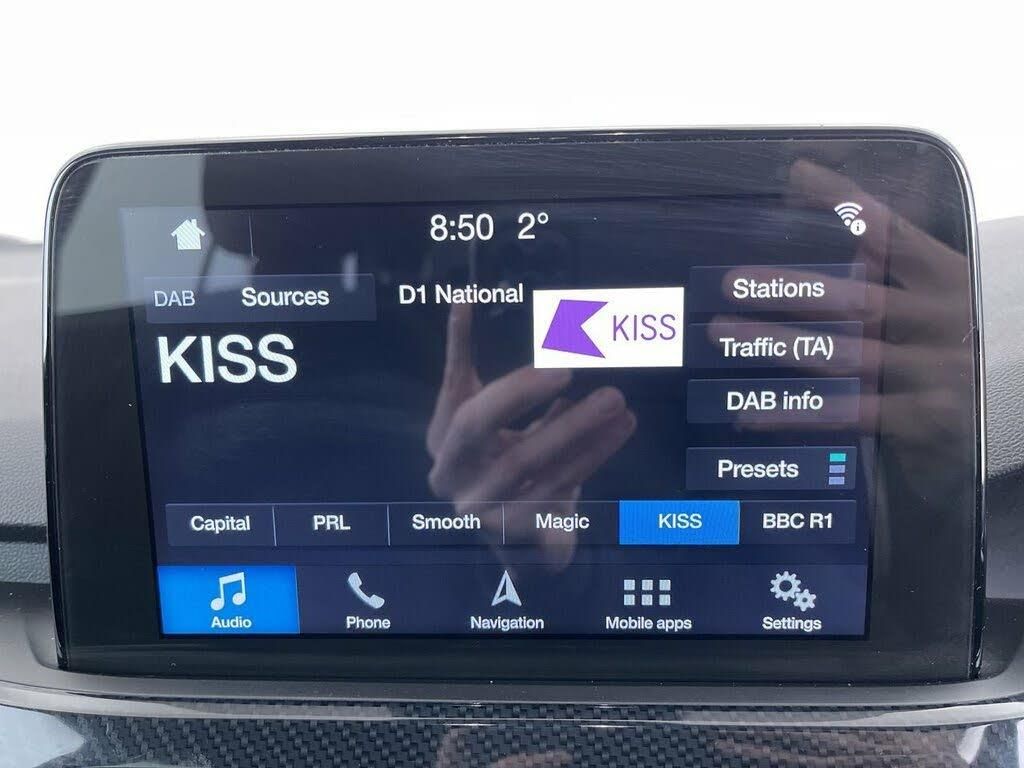 8:50 2°
DAB Sources
D1 National
KISS
KISS
Stations
Traffic (TA)
DAB info
Presets
Capital PRL Smooth Magic KISS BBC R1
Audio Phone Navigation Mobile apps Settings